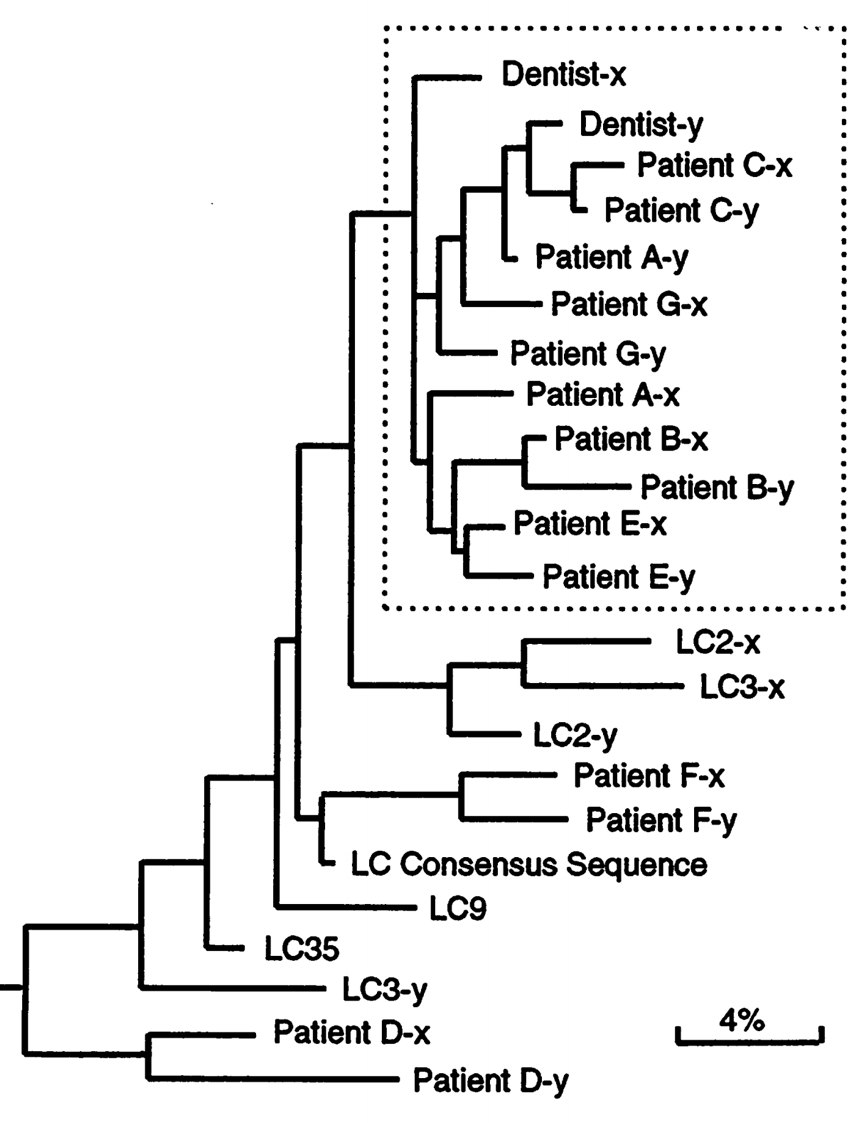 Dentist-x
Dentist-y
Patient C-x
Patient C-y
Patient A-y
Patient G-x
Patient G-y
Patient A-x
Patient B-x
Patient B-y
Patient E-x
Patient E-y
LC2-x
LC3-x
LC2-y
Patient F-x
Patient F-y
LC Consensus Sequence
LC9
LC35
LC3-y
4%
Patient D-x
Patient D-y